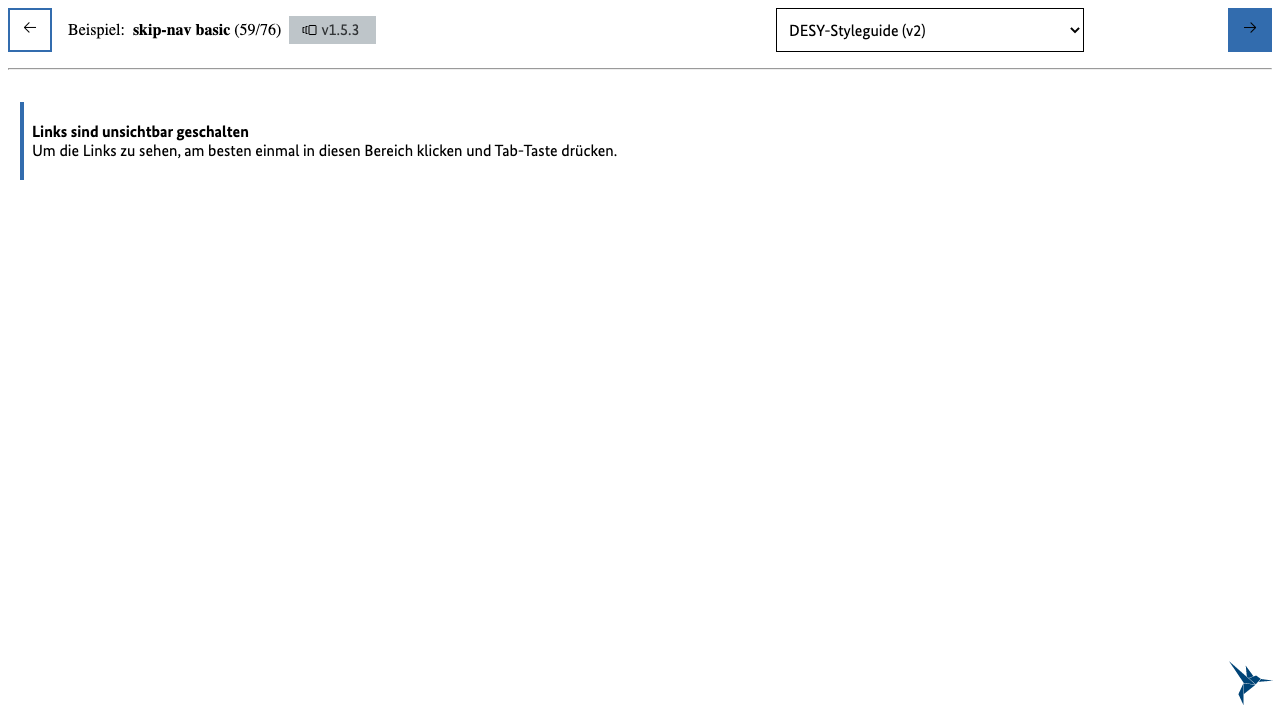 Beispiel: skip-nav basic (59/76) v1.5.3 DESY-Styleguide (v2)
Links sind unsichtbar geschalten
Um die Links zu sehen, am besten einmal in diesen Bereich klicken und Tab-Taste drücken.